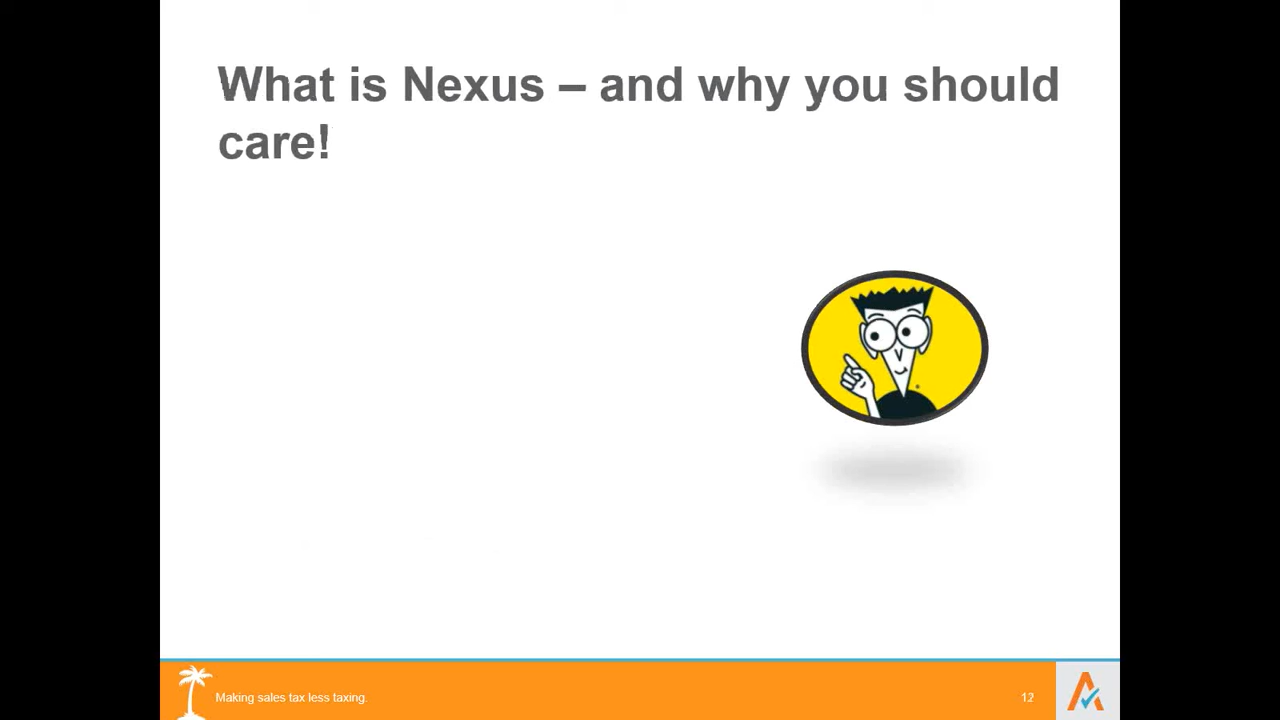 What is Nexus – and why you should
care!
Making sales tax less taxing.
12